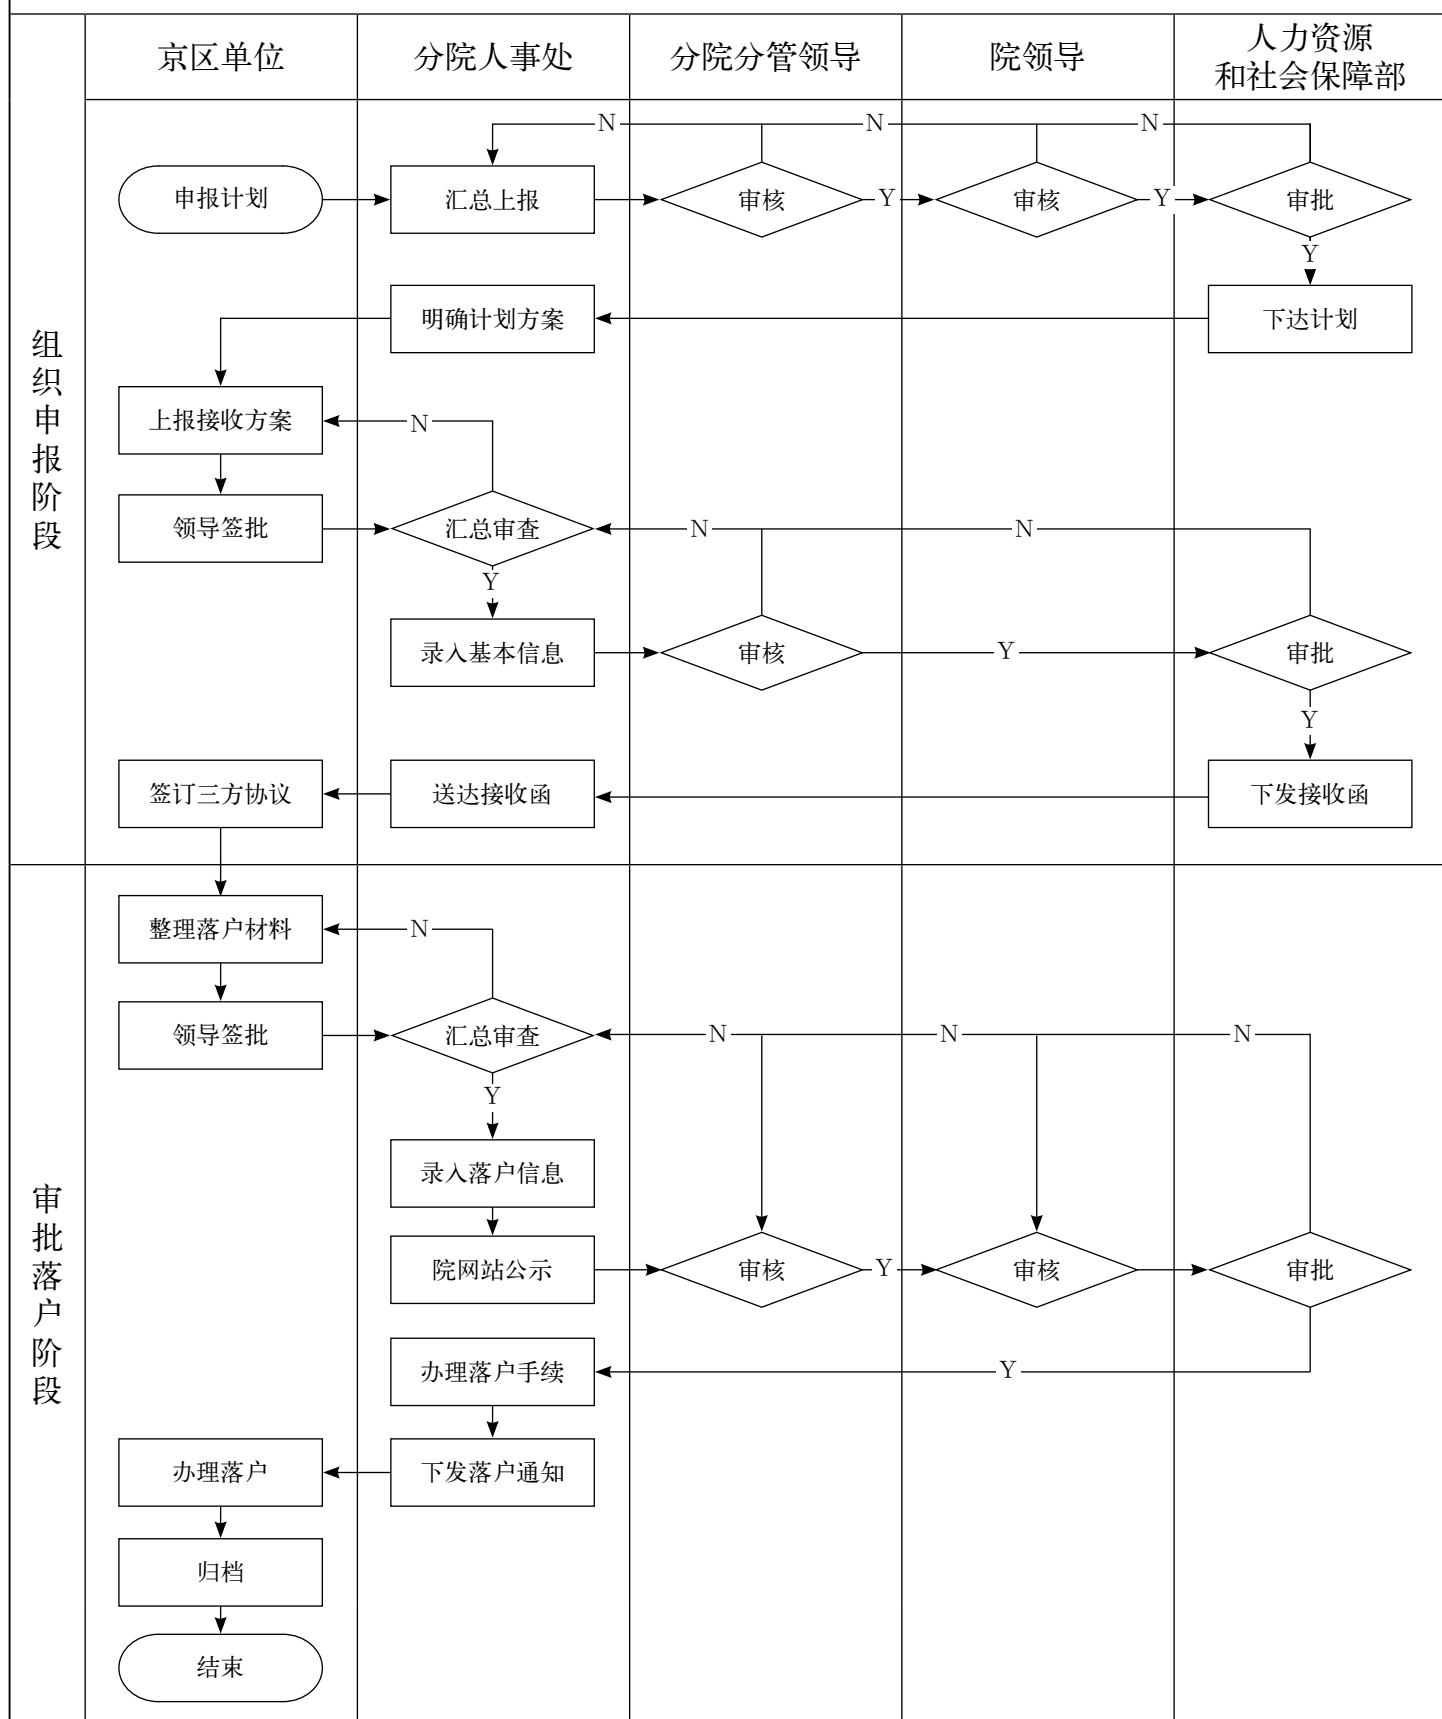 京区单位
分院人事处
分院分管领导
院领导
人力资源
和社会保障部
组织申报阶段
N
N
N
申报计划
汇总上报
审核
Y
审核
Y
审批
Y
明确计划方案
下达计划
上报接收方案
N
领导签批
汇总审查
N
N
Y
录入基本信息
审核
Y
审批
Y
签订三方协议
送达接收函
下发接收函
审批落户阶段
整理落户材料
N
领导签批
汇总审查
N
N
N
Y
录入落户信息
院网站公示
审核
Y
审核
审批
办理落户手续
Y
办理落户
下发落户通知
归档
结束